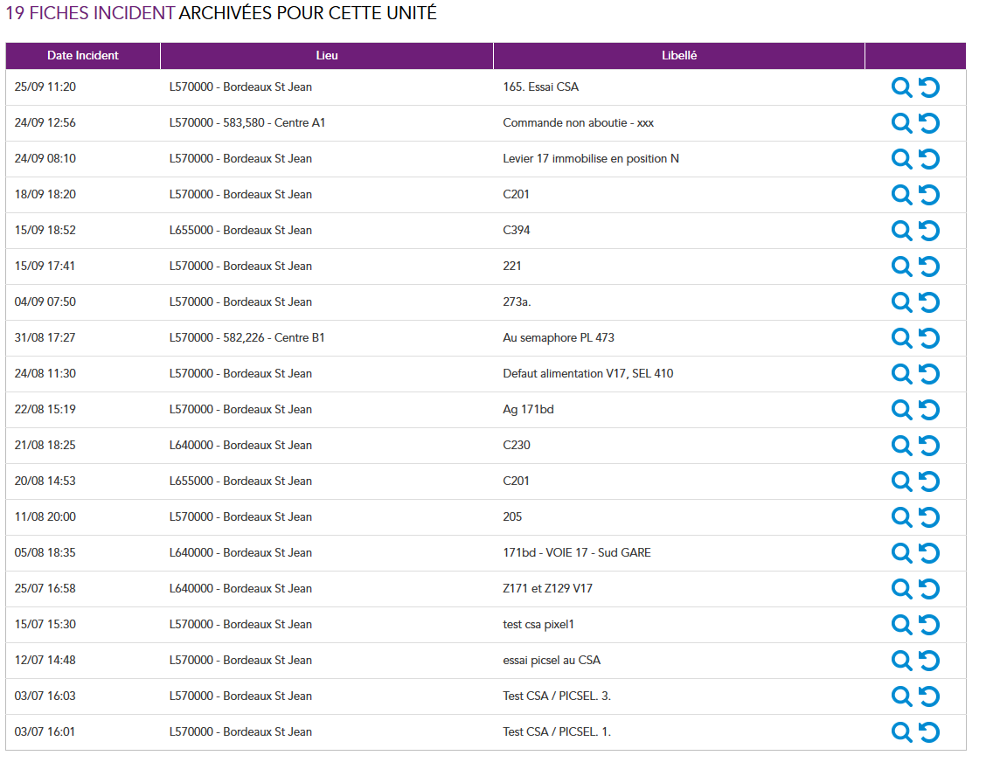 19 FICHES INCIDENT ARCHIVÉES POUR CETTE UNITÉ
Date Incident Lieu Libellé
25/09 11:20 L570000 - Bordeaux St Jean 165. Essai CSA
24/09 12:56 L570000 - 583,580 - Centre A1 Commande non aboutie - xxx
24/09 08:10 L570000 - Bordeaux St Jean Levier 17 immobilise en position N
18/09 18:20 L570000 - Bordeaux St Jean C201
15/09 18:52 L655000 - Bordeaux St Jean C394
15/09 17:41 L570000 - Bordeaux St Jean 221
04/09 07:50 L570000 - Bordeaux St Jean 273a.
31/08 17:27 L570000 - 582,226 - Centre B1 Au semaphore PL 473
24/08 11:30 L570000 - Bordeaux St Jean Defaut alimentation V17, SEL 410
22/08 15:19 L570000 - Bordeaux St Jean Ag 171bd
21/08 18:25 L640000 - Bordeaux St Jean C230
20/08 14:53 L655000 - Bordeaux St Jean C201
11/08 20:00 L570000 - Bordeaux St Jean 205
05/08 18:35 L640000 - Bordeaux St Jean 171bd - VOIE 17 - Sud GARE
25/07 16:58 L640000 - Bordeaux St Jean Z171 et Z129 V17
15/07 15:30 L570000 - Bordeaux St Jean test csa pixel1
12/07 14:48 L570000 - Bordeaux St Jean essai picsel au CSA
03/07 16:03 L570000 - Bordeaux St Jean Test CSA / PICSEL. 3.
03/07 16:01 L570000 - Bordeaux St Jean Test CSA / PICSEL. 1.